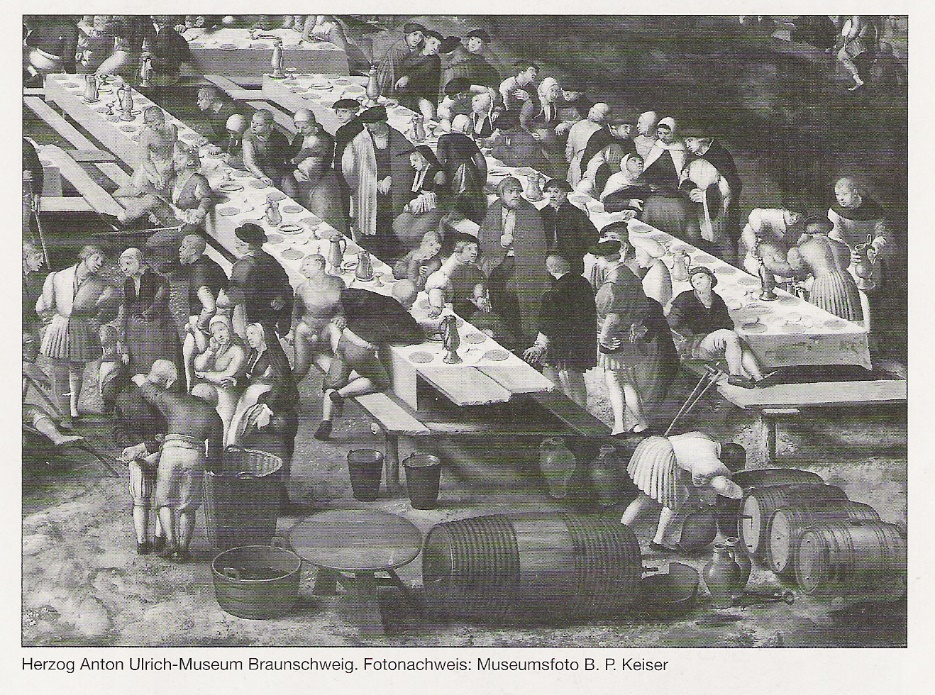 Herzog Anton Ulrich-Museum Braunschweig. Fotonachweis: Museumsfoto B. P. Keiser